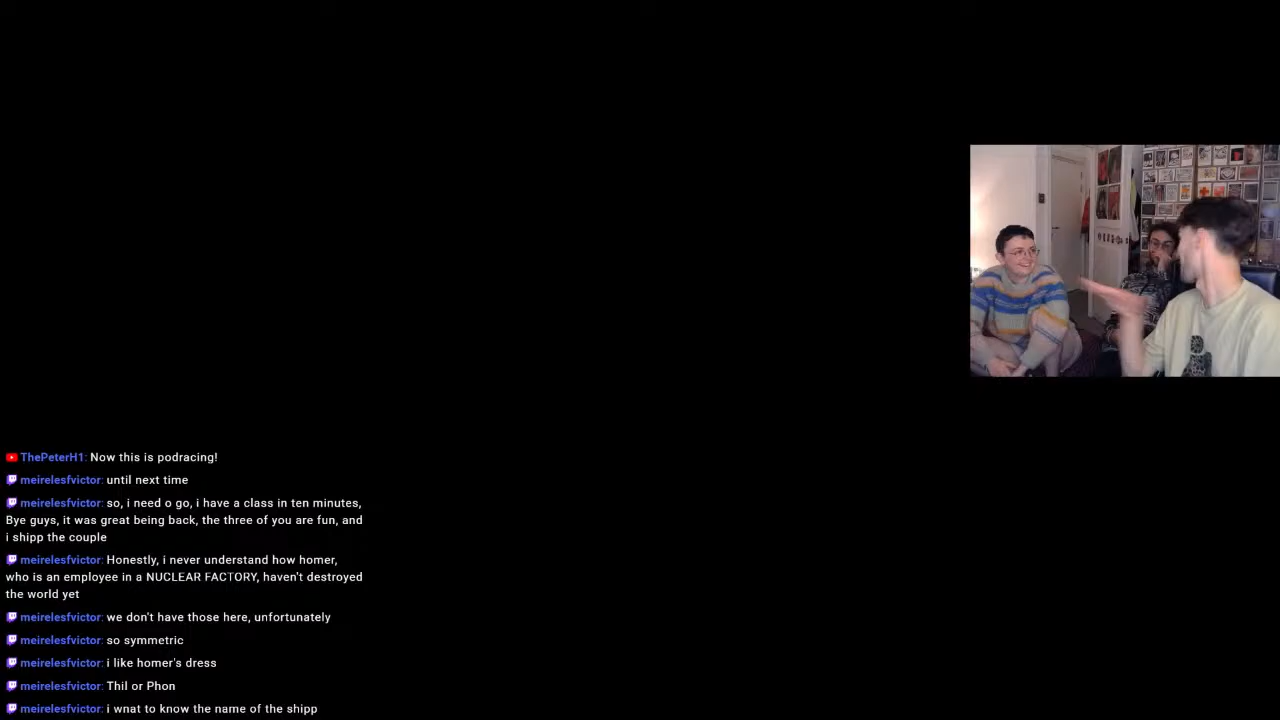 ThePeterH1: Now this is podracing!
meirelesfvictor: until next time
meirelesfvictor: so, i need o go, i have a class in ten minutes,
Bye guys, it was great being back, the three of you are fun, and
i shipp the couple
meirelesfvictor: Honestly, i never understand how homer,
who is an employee in a NUCLEAR FACTORY, haven't destroyed
the world yet
meirelesfvictor: we don't have those here, unfortunately
meirelesfvictor: so symmetric
meirelesfvictor: i like homer's dress
meirelesfvictor: Thil or Phon
meirelesfvictor: i wnat to know the name of the shipp